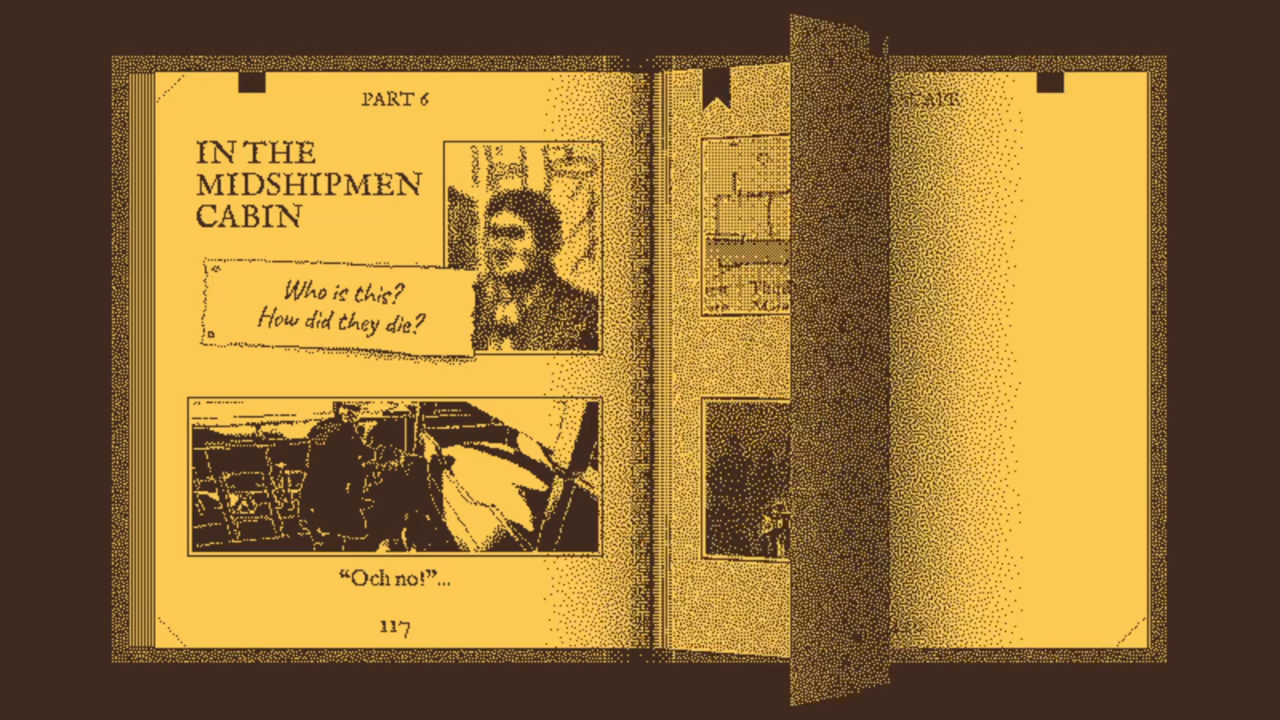 PART 6
IN THE
MIDSHIPMEN
CABIN
Who is this?
How did they die?
“Och no!”...
117